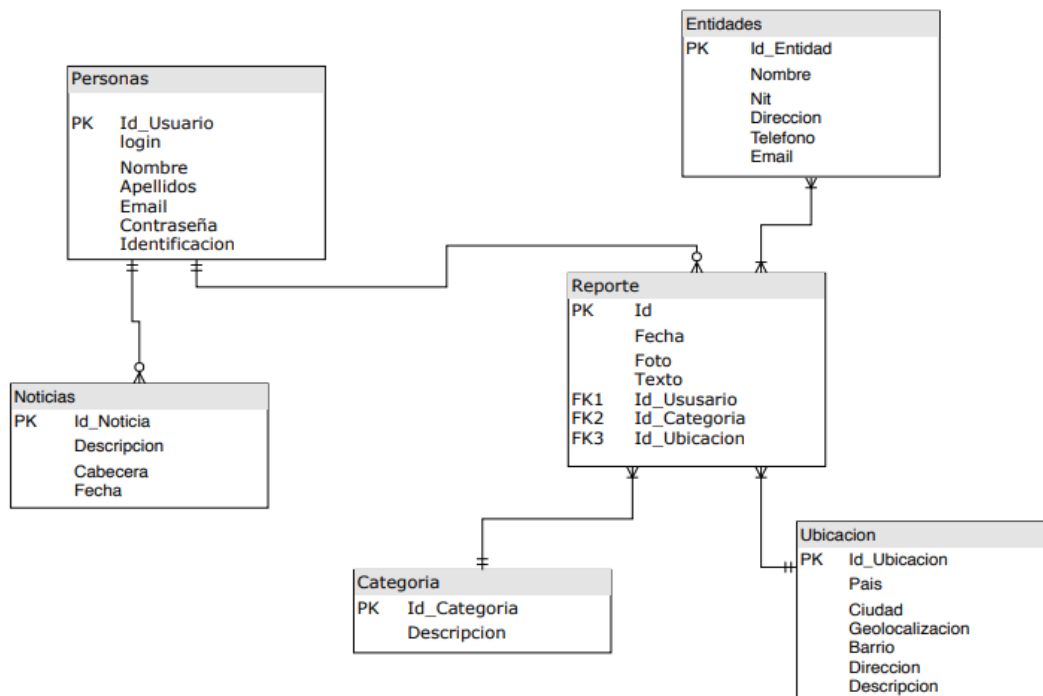 Entidades
PK Id_Entidad
Nombre
Nit
Direccion
Telefono
Email
Personas
PK Id_Usuario
login
Nombre
Apellidos
Email
Contraseña
Identificacion
Reporte
PK Id
Fecha
Foto
Texto
FK1 Id_Ususario
FK2 Id_Categoria
FK3 Id_Ubicacion
Noticias
PK Id_Noticia
Descripcion
Cabecera
Fecha
Categoria
PK Id_Categoria
Descripcion
Ubicacion
PK Id_Ubicacion
Pais
Ciudad
Geolocalizacion
Barrio
Direccion
Descripcion